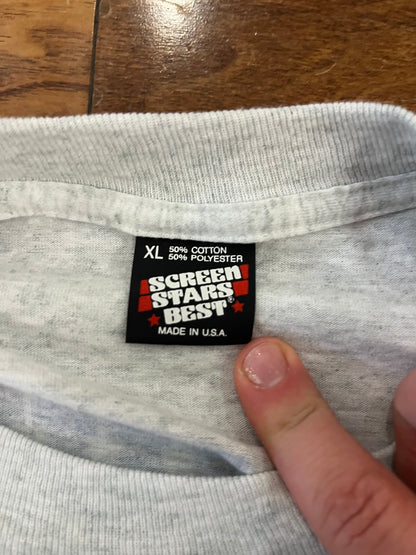 XL 50% COTTON
50% POLYESTER
SCREEN
STARS
BEST®
MADE IN U.S.A.